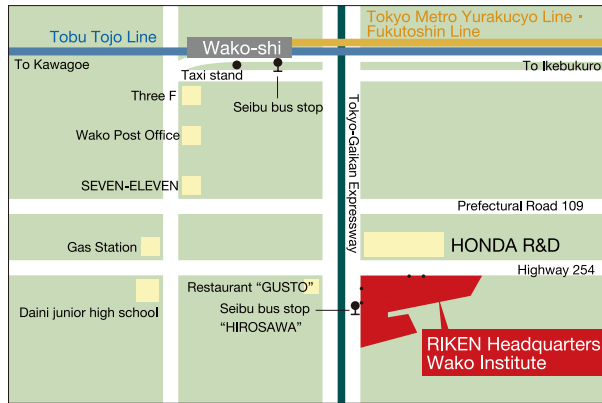 Tokyo Metro Yurakucyo Line・
Fukutoshin Line
Tobu Tojo Line
Wako-shi
To Kawagoe
To Ikebukuro
Taxi stand
Three F
Seibu bus stop
Wako Post Office
Tokyo-Gaikan Expressway
SEVEN-ELEVEN
Prefectural Road 109
Gas Station
HONDA R&D
Highway 254
Restaurant “GUSTO”
Daini junior high school
Seibu bus stop
“HIROSAWA”
RIKEN Headquarters
Wako Institute